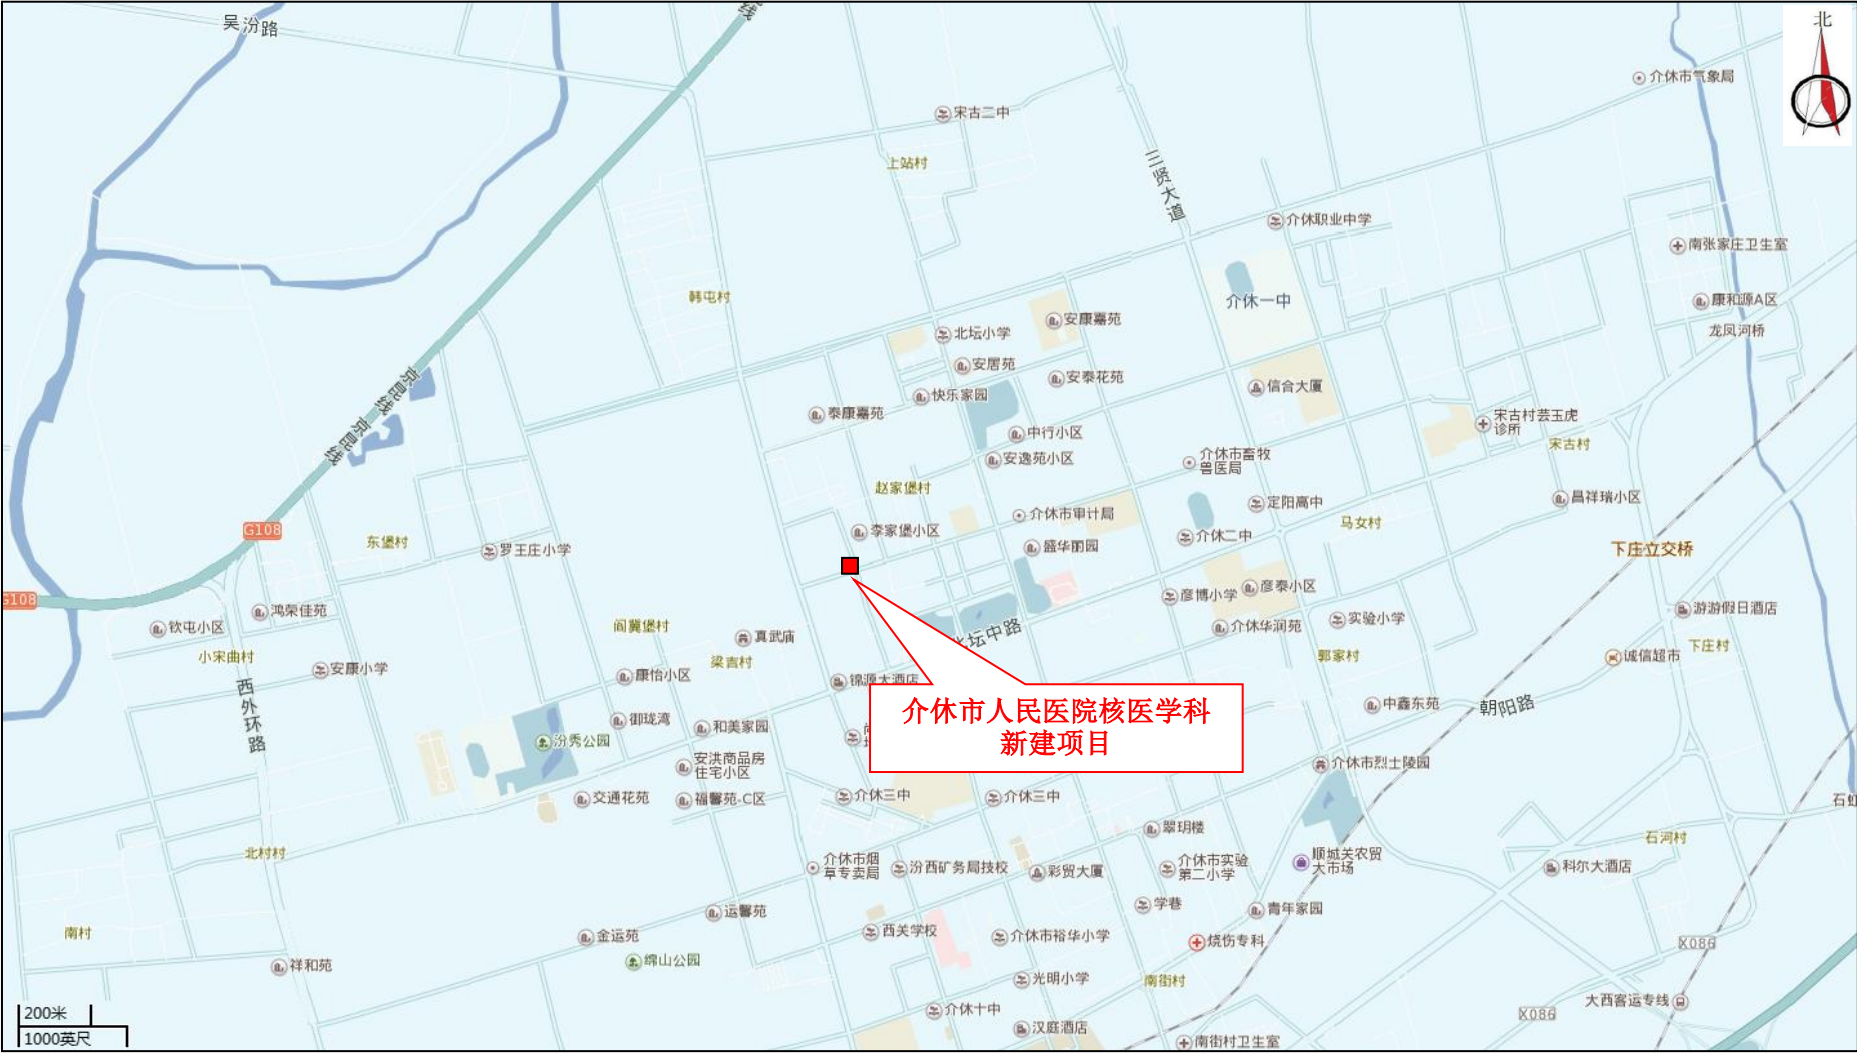 吴汾路
线
北
介休市气象局
宋古二中
上站村
三贤大道
介休职业中学
南张家庄卫生室
韩屯村
介休一中
康和源A区
龙凤河桥
安康嘉苑
北坛小学
安居苑
安泰花苑
快乐家园
信合大厦
泰康嘉苑
京昆线
京昆线
中行小区
宋古村芸玉虎
诊所
宋古村
安逸苑小区
介休市畜牧
兽医局
赵家堡村
昌祥瑞小区
定阳高中
介休市审计局
马女村
G108
李家堡小区
介休二中
东堡村
罗王庄小学
盛华丽园
下庄立交桥
彦泰小区
彦博小学
G108
鸿荣佳苑
游游假日酒店
钦屯小区
阎冀堡村
真武庙
北坛中路
介休华润苑
实验小学
小宋曲村
安康小学
梁吉村
康怡小区
锦源大酒店
郭家村
诚信超市
下庄村
西外环路
御珑湾
和美家园
介休市人民医院核医学科
新建项目
中鑫东苑
朝阳路
汾秀公园
安洪商品房
住宅小区
介休市烈士陵园
交通花苑
福馨苑-C区
介休三中
介休三中
石虹
翠玥楼
石河村
北村村
介休市烟
草专卖局
汾西矿务局技校
彩贸大厦
介休市实验
第二小学
顺城关农贸
大市场
科尔大酒店
学巷
青年家园
运馨苑
南村
金运苑
西关学校
介休市裕华小学
烧伤专科
X086
绵山公园
祥和苑
光明小学
南街村
大西客运专线
介休十中
X086
200米
汉庭酒店
1000英尺
南街村卫生室